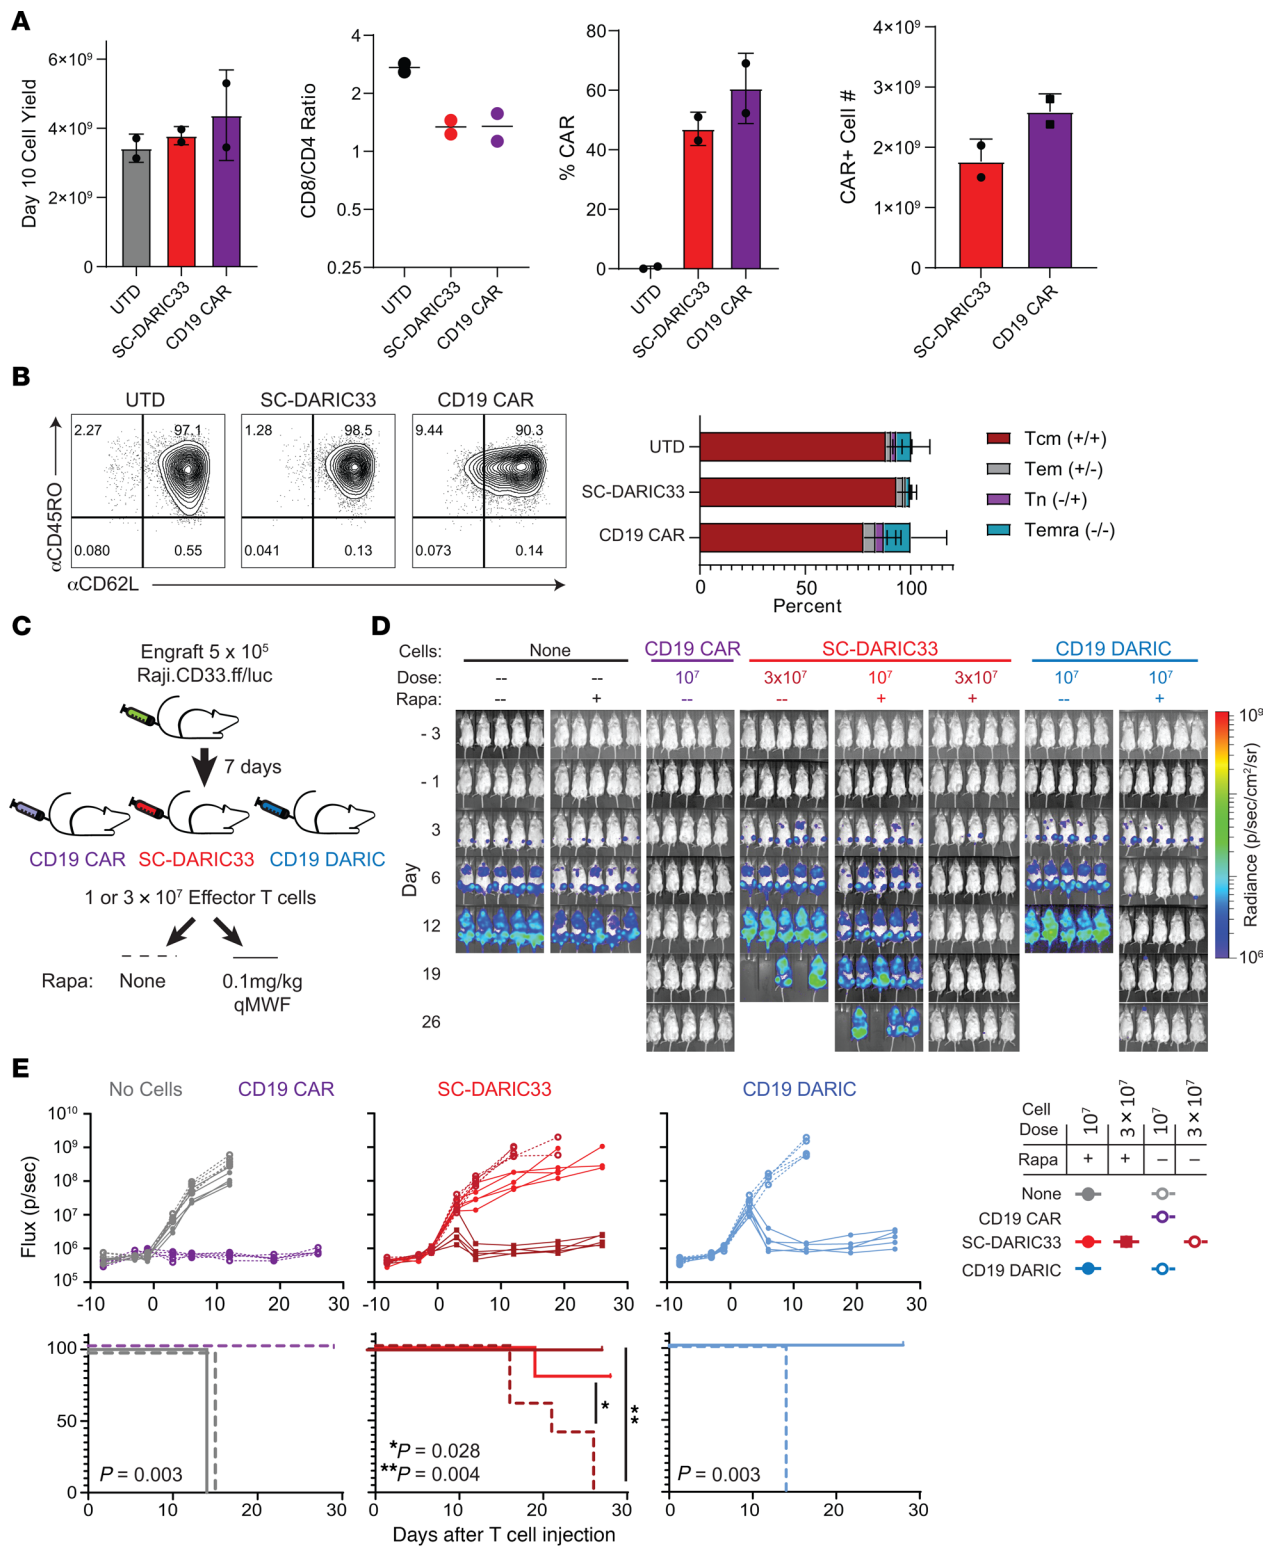 A
Day 10 Cell Yield
6×10⁹
4×10⁹
2×10⁹
0
UTD
SC-DARIC33
CD19 CAR
CD8/CD4 Ratio
4
2
1
0.5
0.25
UTD
SC-DARIC33
CD19 CAR
% CAR
80
60
40
20
0
UTD
SC-DARIC33
CD19 CAR
CAR+ Cell #
4×10⁹
3×10⁹
2×10⁹
1×10⁹
0
SC-DARIC33
CD19 CAR
B
UTD
SC-DARIC33
CD19 CAR
2.27
97.1
0.080
0.55
1.28
98.5
0.041
0.13
9.44
90.3
0.073
0.14
αCD45RO
αCD62L
UTD
SC-DARIC33
CD19 CAR
0
50
100
Percent
Tcm (+/+)
Tem (+/-)
Tn (-/+)
Temra (-/-)
C
Engraft 5 x 10⁵
Raji.CD33.ff/luc
7 days
CD19 CAR SC-DARIC33 CD19 DARIC
1 or 3 × 10⁷ Effector T cells
Rapa: None 0.1mg/kg
qMWF
D
Cells: None CD19 CAR SC-DARIC33 CD19 DARIC
Dose: -- -- 10⁷ 3x10⁷ 10⁷ 3x10⁷ 10⁷ 10⁷
Rapa: -- + -- -- + + -- +
Day
- 3
- 1
3
6
12
19
26
10⁹
Radiance (p/sec/cm²/sr)
10⁶
E
No Cells CD19 CAR SC-DARIC33 CD19 DARIC
Flux (p/sec)
10¹⁰
10⁹
10⁸
10⁷
10⁶
10⁵
-10 0 10 20 30
-10 0 10 20 30
-10 0 10 20 30
Cell
Dose
10⁷
3 × 10⁷
10⁷
3 × 10⁷
Rapa + + – –
None
CD19 CAR
SC-DARIC33
CD19 DARIC
100
50
0
P = 0.003
0 10 20 30
*P = 0.028
**P = 0.004
*
**
0 10 20 30
P = 0.003
0 10 20 30
Days after T cell injection